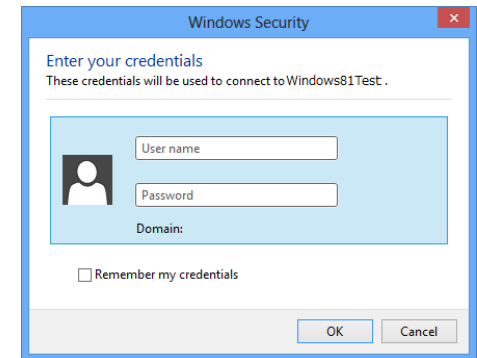 Windows Security
Enter your credentials
These credentials will be used to connect to Windows81Test .
User name
Password
Domain:
Remember my credentials
OK Cancel